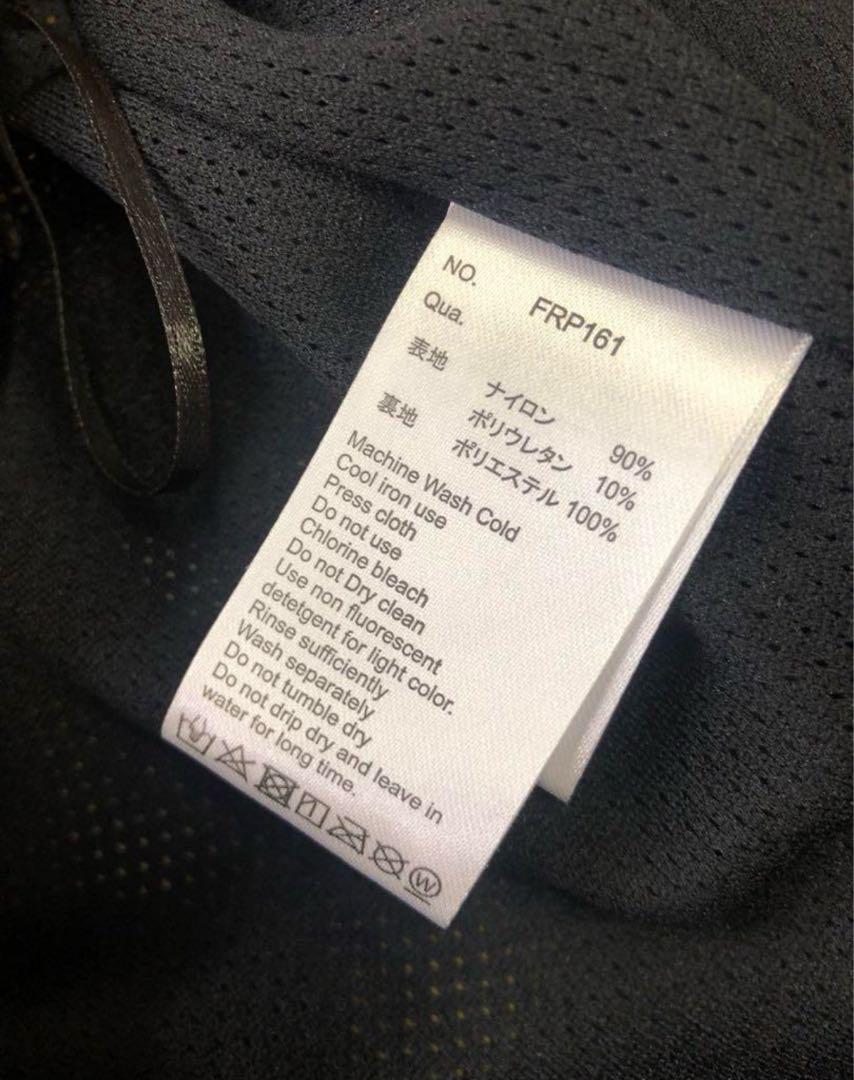 NO. FRP161
Qua.
表地 ナイロン 90%
ポリウレタン 10%
裏地 ポリエステル 100%
Machine Wash Cold
Cool iron use
Press cloth
Do not use
Chlorine bleach
Do not Dry clean
Use non fluorescent
detetgent for light color.
Rinse sufficiently
Wash separately
Do not tumble dry
Do not drip dry and leave in
water for long time.
W